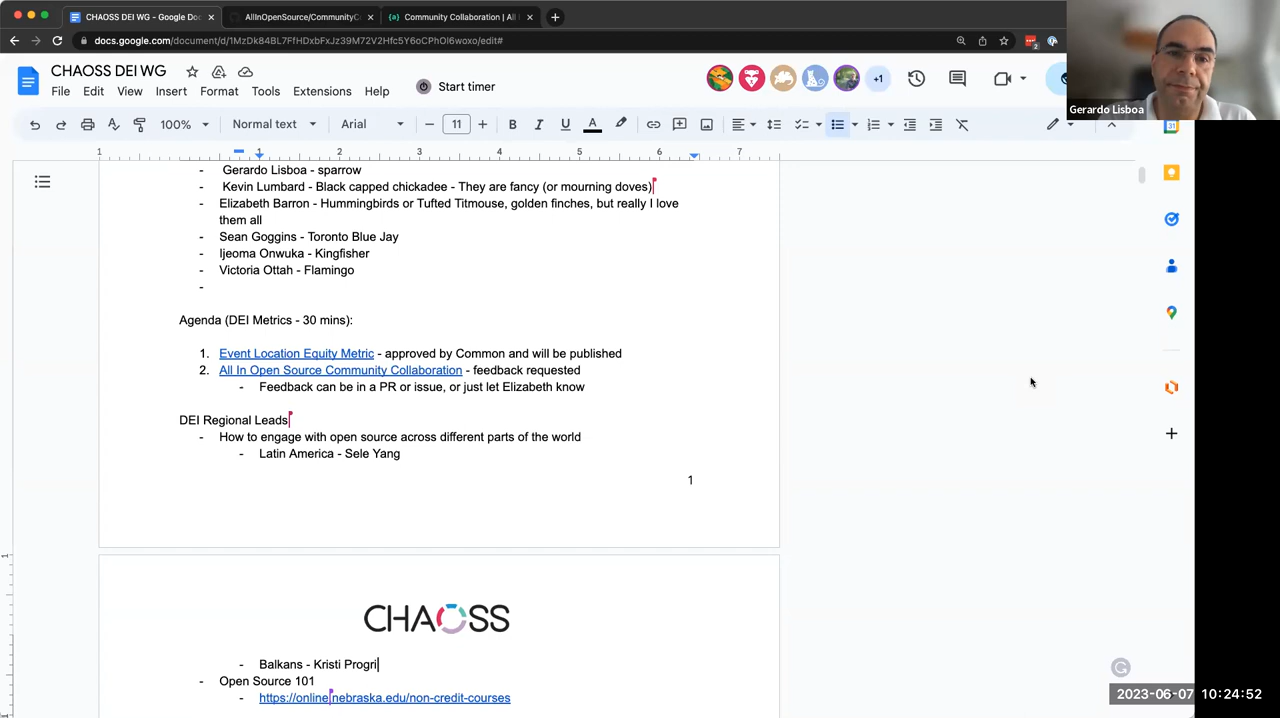 CHAOSS DEI WG - Google Doc
AllInOpenSource/CommunityC
Community Collaboration | All I
docs.google.com/document/d/1MzDk84BL7FfHDxbFxJz39M72V2Hfc5Y6oCPhOl6woxo/edit#
CHAOSS DEI WG
File Edit View Insert Format Tools Extensions Help
Start timer
+1
Gerardo Lisboa
100% Normal text Arial 11
1 1 2 3 4 5 6 7
- Gerardo Lisboa - sparrow
- Kevin Lumbard - Black capped chickadee - They are fancy (or mourning doves)
- Elizabeth Barron - Hummingbirds or Tufted Titmouse, golden finches, but really I love
them all
- Sean Goggins - Toronto Blue Jay
- Ijeoma Onwuka - Kingfisher
- Victoria Ottah - Flamingo
-
Agenda (DEI Metrics - 30 mins):
1. Event Location Equity Metric - approved by Common and will be published
2. All In Open Source Community Collaboration - feedback requested
- Feedback can be in a PR or issue, or just let Elizabeth know
DEI Regional Leads
- How to engage with open source across different parts of the world
- Latin America - Sele Yang
1
CHAOSS
- Balkans - Kristi Progri
- Open Source 101
- https://online.nebraska.edu/non-credit-courses
2023-06-07 10:24:52